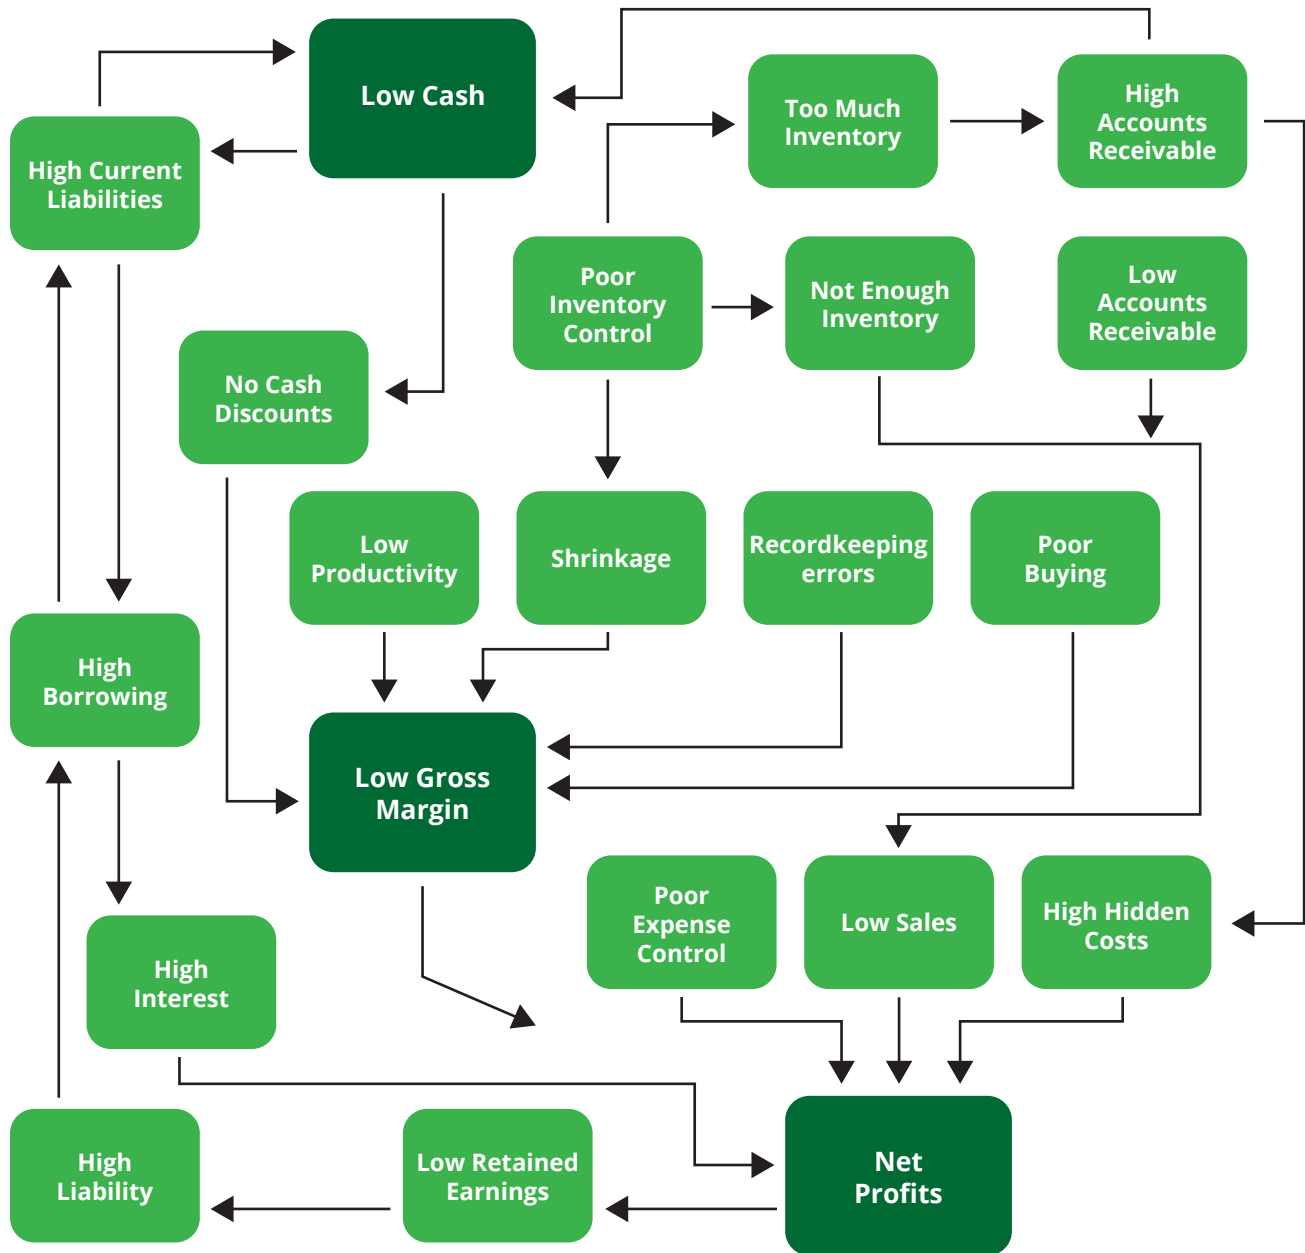 Low Cash
Too Much
Inventory
High
Accounts
Receivable
High Current
Liabilities
Poor
Inventory
Control
Not Enough
Inventory
Low
Accounts
Receivable
No Cash
Discounts
Low
Productivity
Shrinkage
Recordkeeping
errors
Poor
Buying
High
Borrowing
Low Gross
Margin
Poor
Expense
Control
Low Sales
High Hidden
Costs
High
Interest
High
Liability
Low Retained
Earnings
Net
Profits